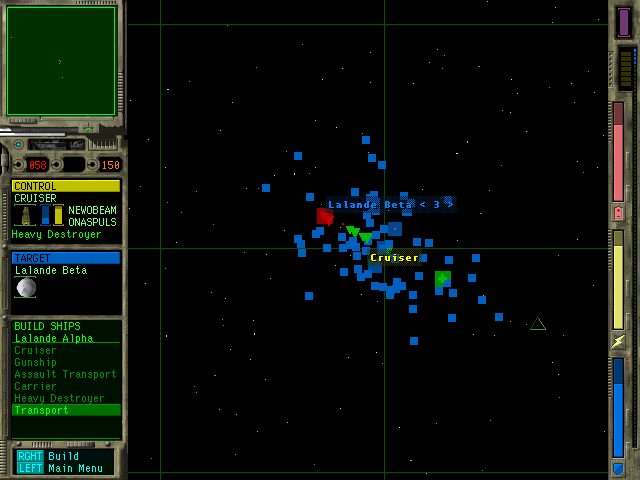 058 150
CONTROL
CRUISER
NEWOBEAM
ONASPULS
Heavy Destroyer
TARGET
Lalande Beta
BUILD SHIPS
Lalande Alpha
Cruiser
Gunship
Assault Transport
Carrier
Heavy Destroyer
Transport
RGHT Build
LEFT Main Menu
Lalande Beta < 3 >
Cruiser